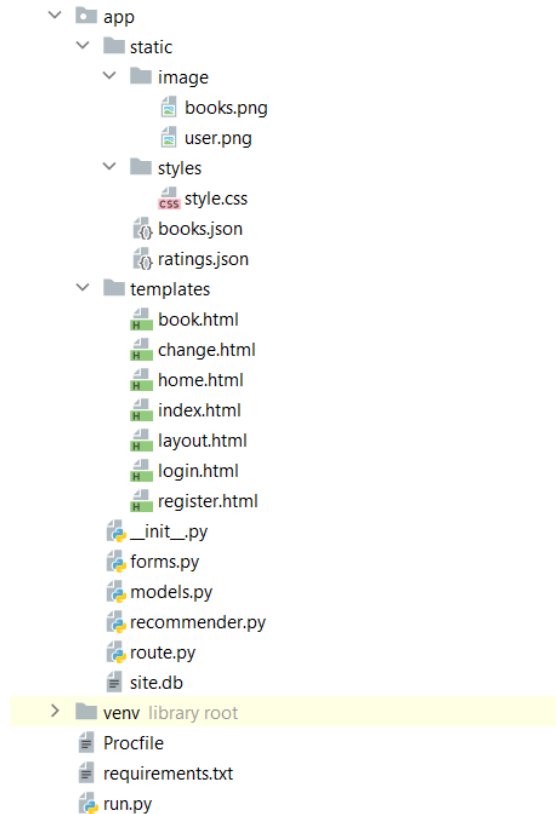 app
static
image
books.png
user.png
styles
CSS style.css
books.json
ratings.json
templates
H book.html
H change.html
H home.html
H index.html
H layout.html
H login.html
H register.html
__init__.py
forms.py
models.py
recommender.py
route.py
site.db
venv library root
Procfile
requirements.txt
run.py